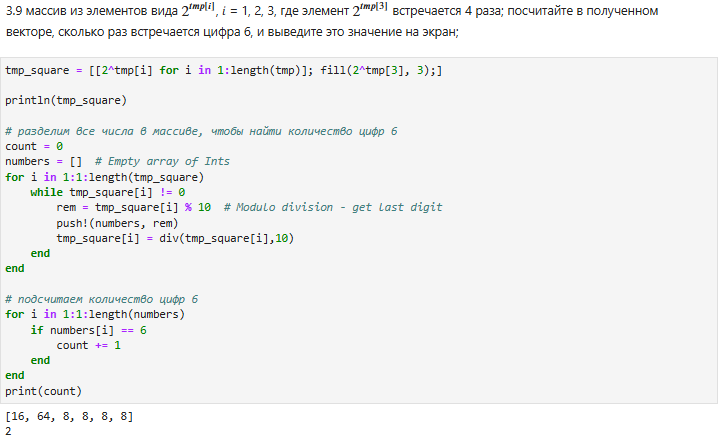 3.9 массив из элементов вида 2^tmp[i], i = 1, 2, 3, где элемент 2^tmp[3] встречается 4 раза; посчитайте в полученном
векторе, сколько раз встречается цифра 6, и выведите это значение на экран;
tmp_square = [[2^tmp[i] for i in 1:length(tmp)]; fill(2^tmp[3], 3);]
println(tmp_square)
# разделим все числа в массиве, чтобы найти количество цифр 6
count = 0
numbers = []  # Empty array of Ints
for i in 1:1:length(tmp_square)
    while tmp_square[i] != 0
        rem = tmp_square[i] % 10  # Modulo division - get last digit
        push!(numbers, rem)
        tmp_square[i] = div(tmp_square[i],10)
    end
end
# подсчитаем количество цифр 6
for i in 1:1:length(numbers)
    if numbers[i] == 6
        count += 1
    end
end
print(count)
[16, 64, 8, 8, 8, 8]
2